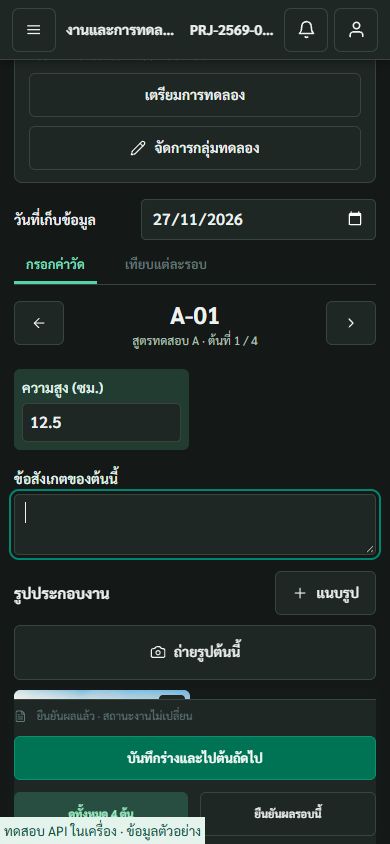 งานและการทดล... PRJ-2569-0...
เตรียมการทดลอง
จัดการกลุ่มทดลอง
วันที่เก็บข้อมูล 27/11/2026
กรอกค่าวัด เทียบแต่ละรอบ
A-01
สูตรทดสอบ A · ต้นที่ 1 / 4
ความสูง (ซม.)
12.5
ข้อสังเกตของต้นนี้
รูปประกอบงาน + แนบรูป
ถ่ายรูปต้นนี้
ยืนยันผลแล้ว · สถานะงานไม่เปลี่ยน
บันทึกร่างและไปต้นถัดไป
ดูทั้งหมด 4 ต้น ยืนยันผลรอบนี้
ทดสอบ API ในเครื่อง · ข้อมูลตัวอย่าง